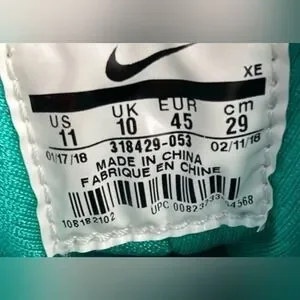 XE
US UK EUR cm
11 10 45 29
01/17/18 318429-053 02/11/18
MADE IN CHINA
FABRIQUE EN CHINE
108182102
UPC